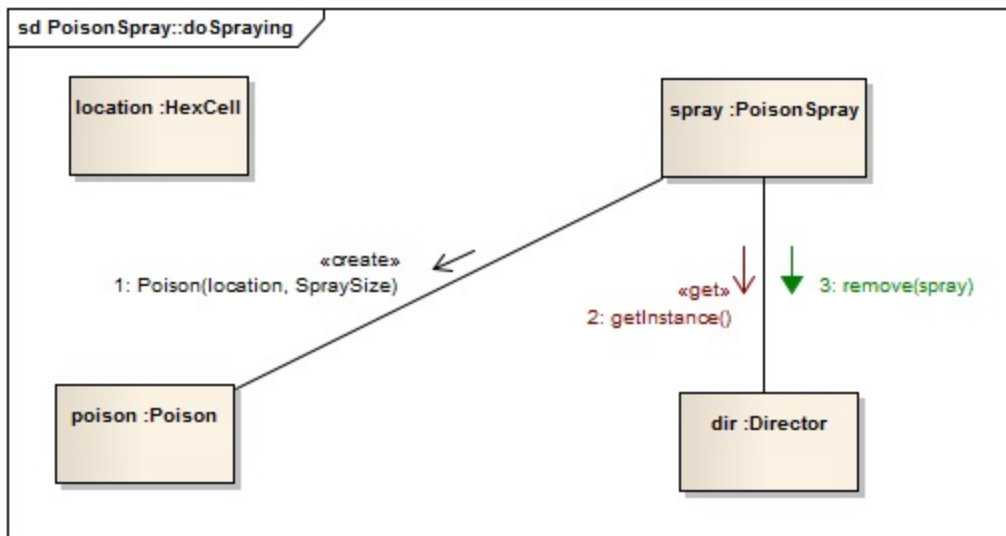 sd PoisonSpray::doSpraying
location :HexCell
spray :PoisonSpray
«create»
1: Poison(location, SpraySize)
«get»
2: getInstance()
3: remove(spray)
poison :Poison
dir :Director